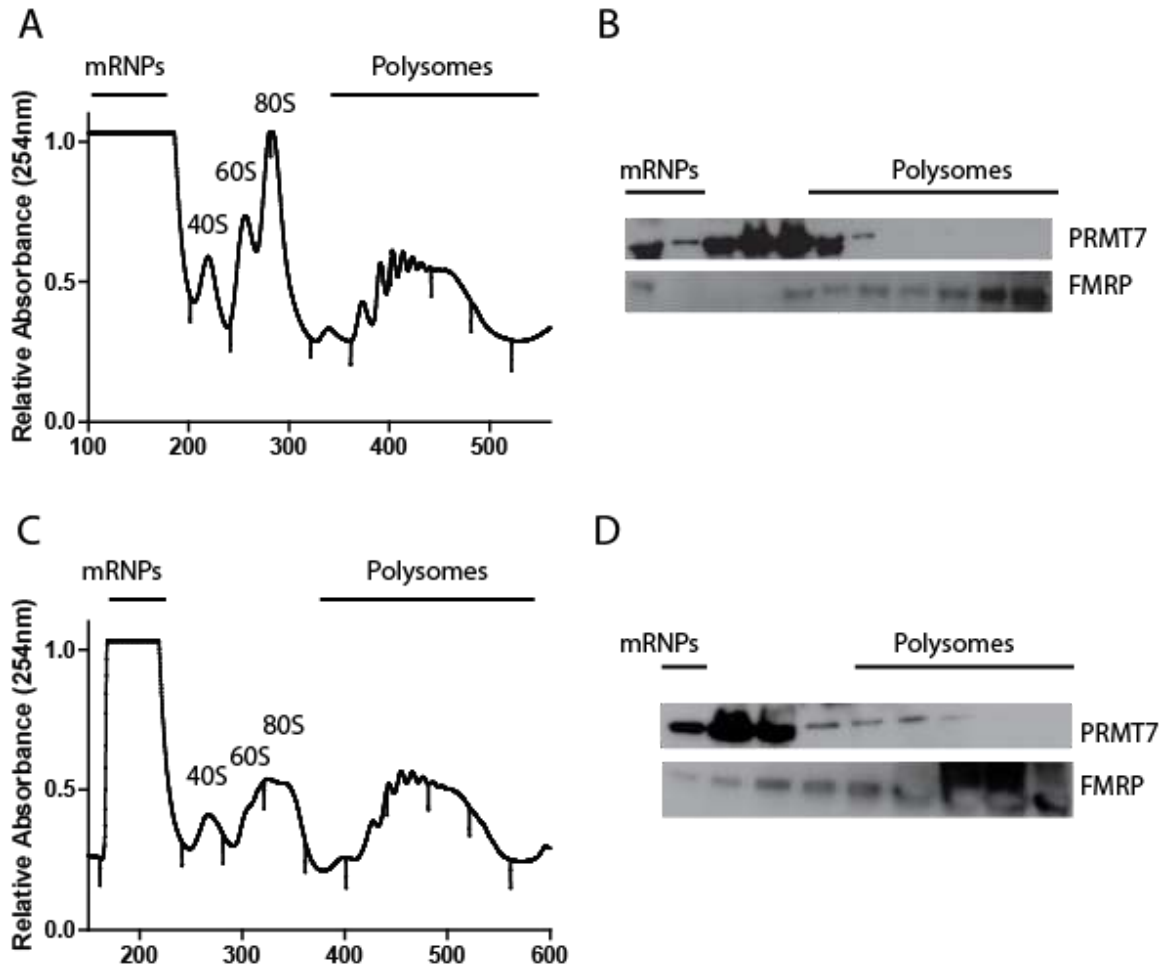 A
mRNPs
Polysomes
80S
60S
40S
Relative Absorbance (254nm)
1.0
0.5
0.0
100
200
300
400
500
B
mRNPs
Polysomes
PRMT7
FMRP
C
mRNPs
Polysomes
80S
60S
40S
Relative Absorbance (254nm)
1.0
0.5
0.0
200
300
400
500
600
D
mRNPs
Polysomes
PRMT7
FMRP